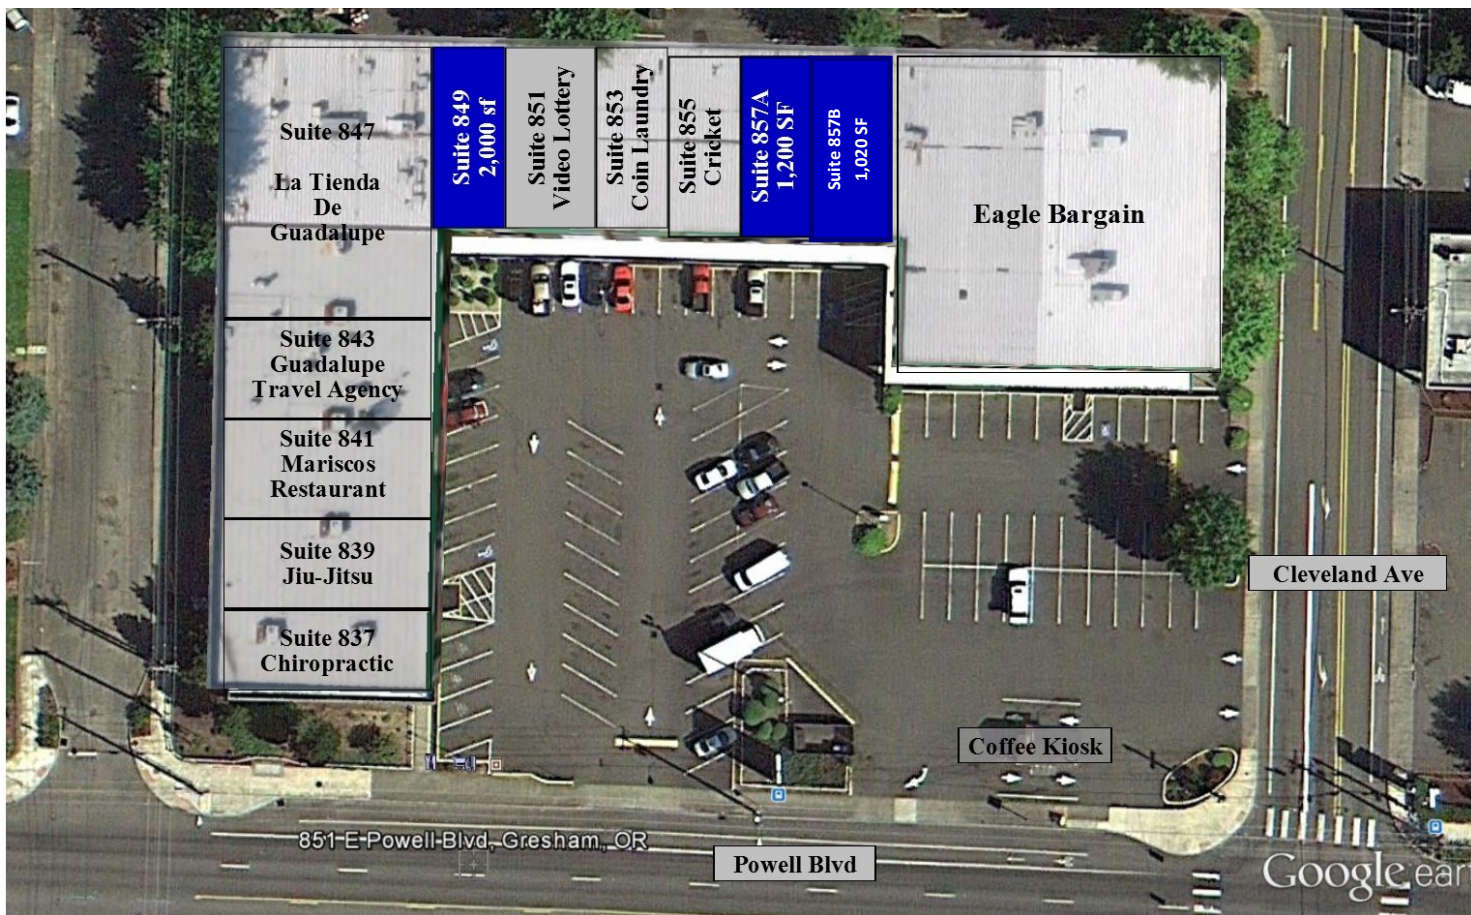 Suite 847
La Tienda
De
Guadalupe
Suite 849
2,000 sf
Suite 851
Video Lottery
Suite 853
Coin Laundry
Suite 855
Cricket
Suite 857A
1,200 SF
Suite 857B
1,020 SF
Eagle Bargain
Suite 843
Guadalupe
Travel Agency
Suite 841
Mariscos
Restaurant
Suite 839
Jiu-Jitsu
Suite 837
Chiropractic
Cleveland Ave
Coffee Kiosk
851 E Powell Blvd, Gresham, OR
Powell Blvd
Google ear